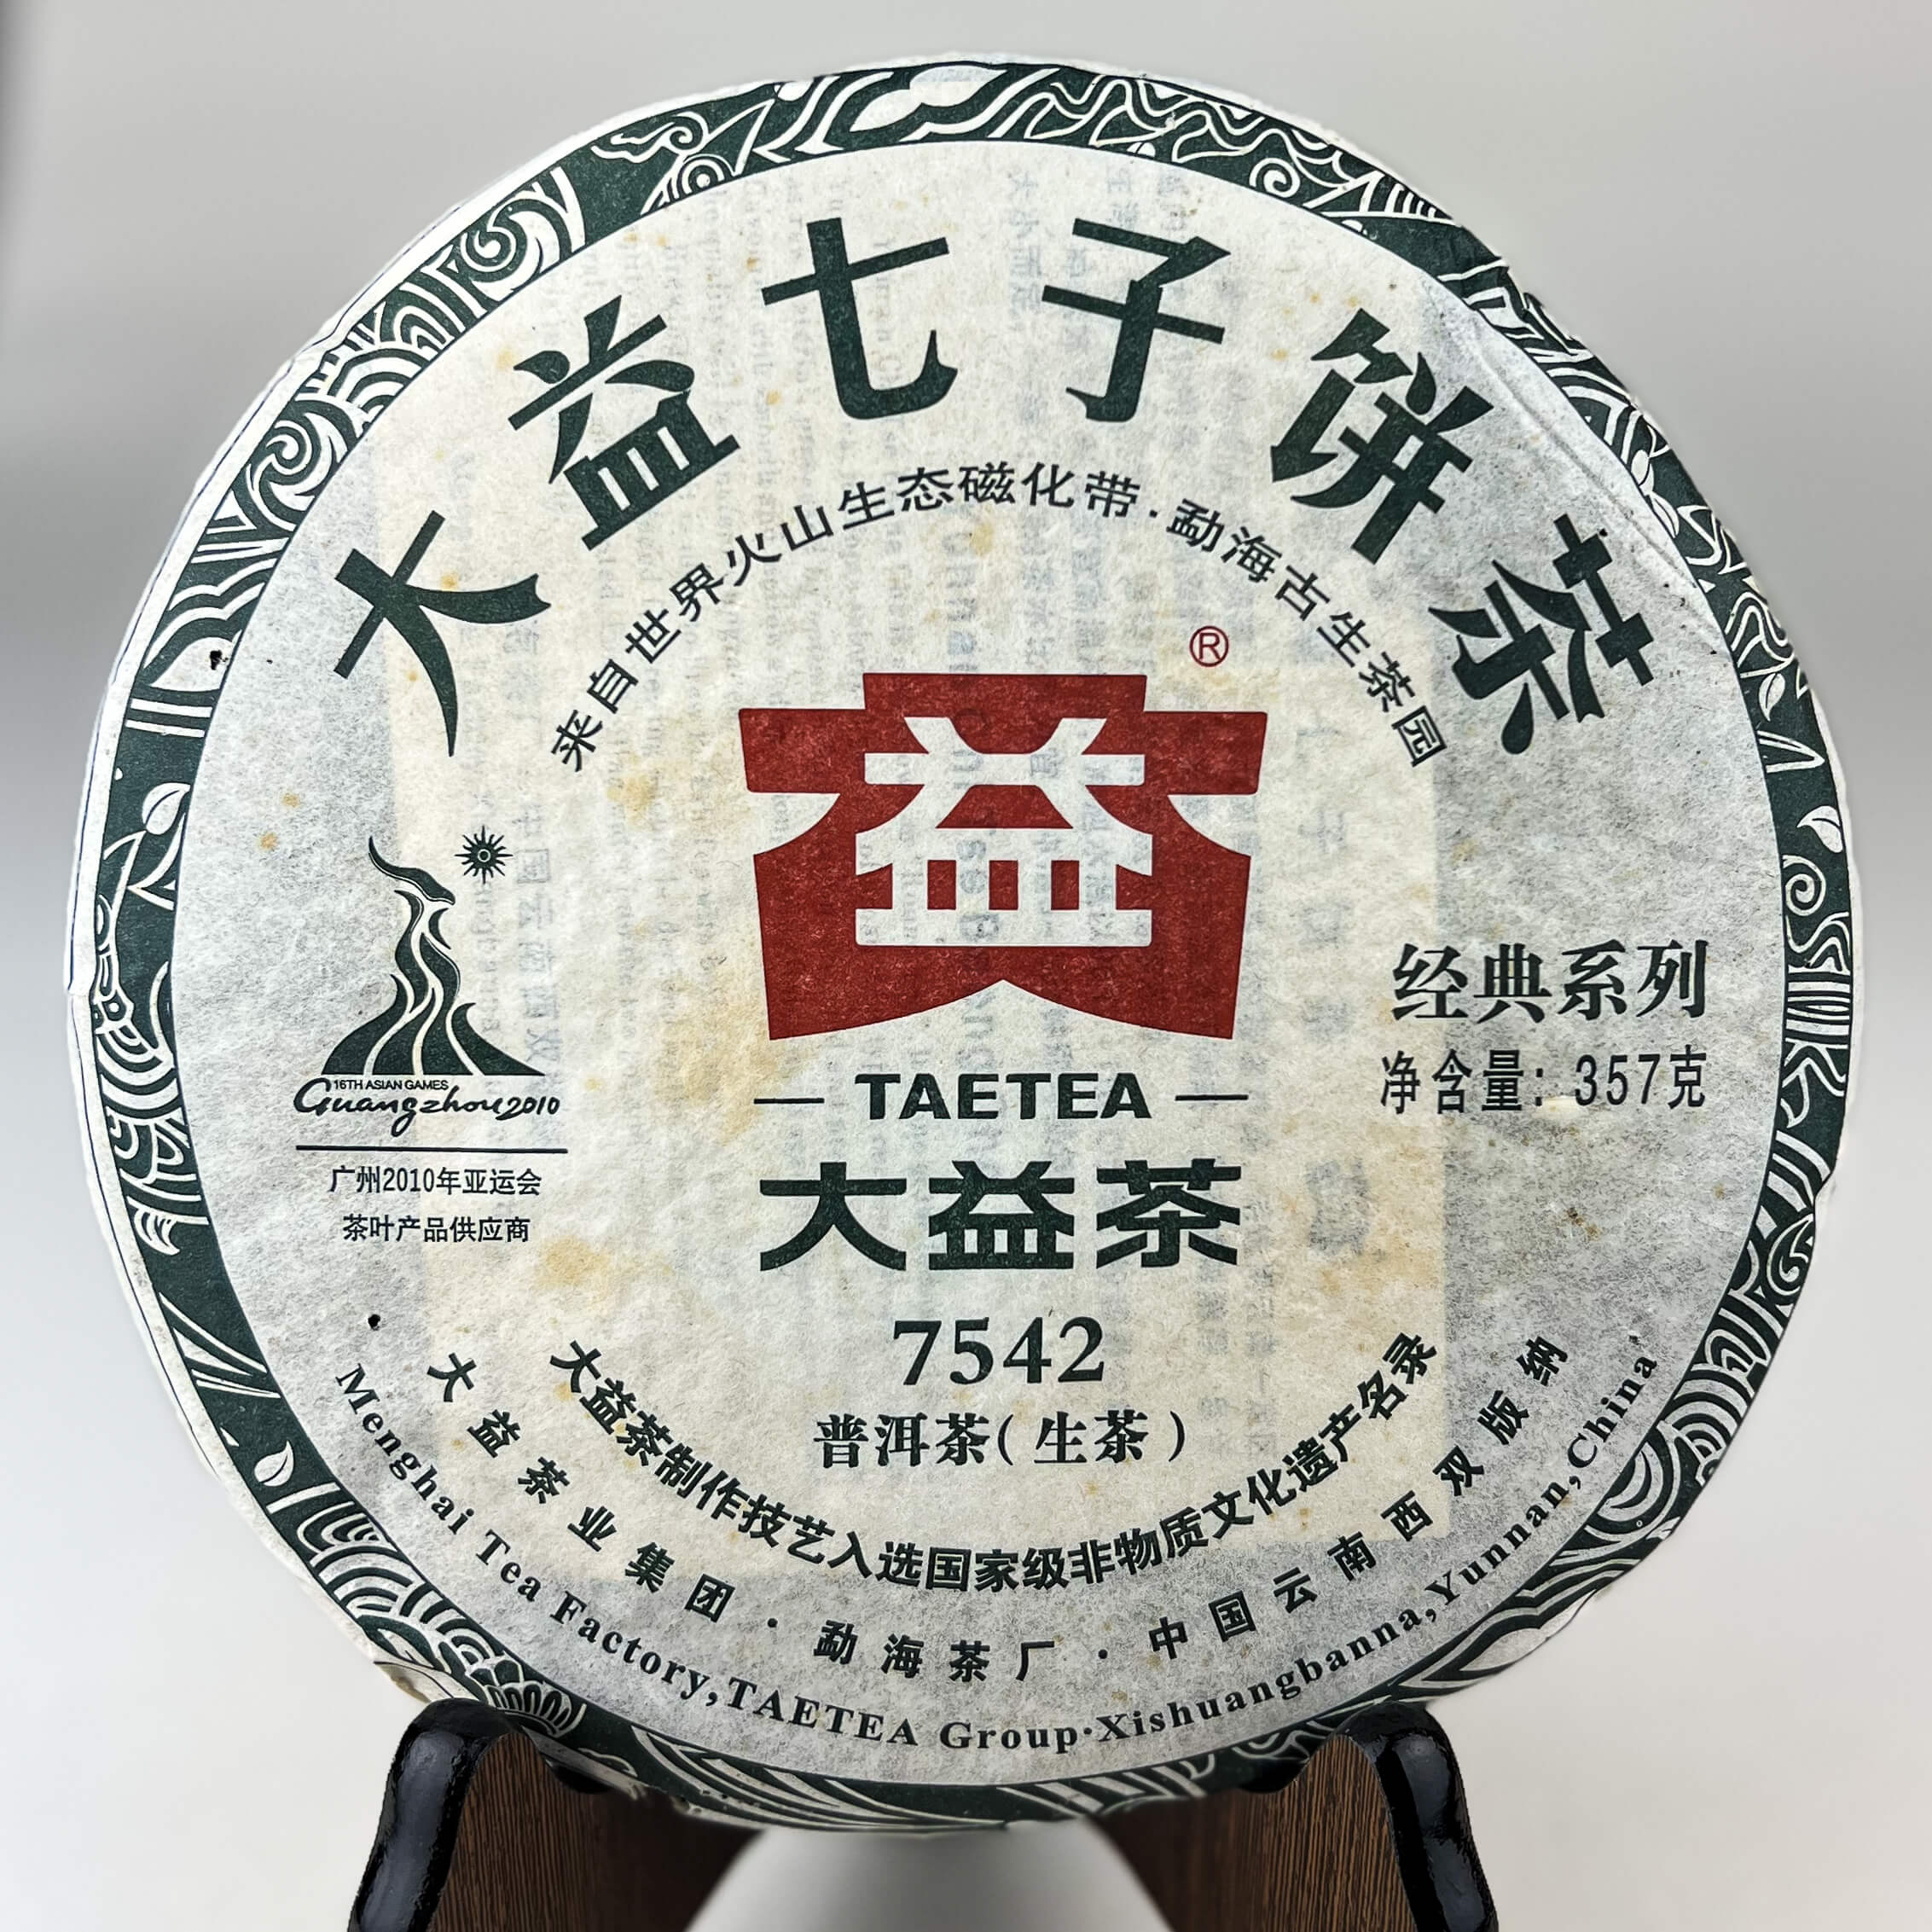 大益七子饼茶
来自世界火山生态磁化带·勐海古生茶园
®
益
TAETEA
大益茶
7542
普洱茶(生茶)
16TH ASIAN GAMES
Guangzhou2010
广州2010年亚运会
茶叶产品供应商
经典系列
净含量:357克
大益茶制作技艺入选国家级非物质文化遗产名录
大益茶业集团·勐海茶厂·中国云南西双版纳
Menghai Tea Factory,TAETEA Group·Xishuangbanna,Yunnan,China